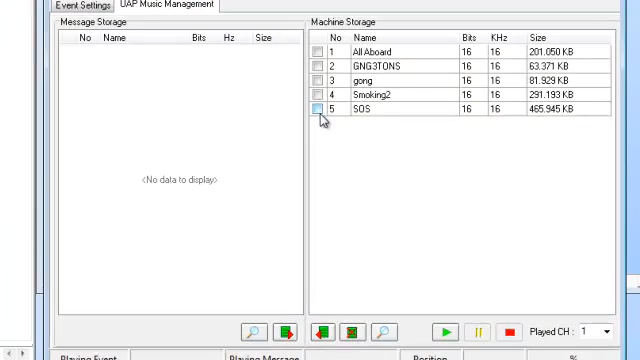 Event Settings UAP Music Management
Message Storage
No Name Bits Hz Size
<No data to display>
Machine Storage
No Name Bits KHz Size
1 All Aboard 16 16 201.050 KB
2 GNG3TONS 16 16 63.371 KB
3 gong 16 16 81.929 KB
4 Smoking2 16 16 291.193 KB
5 SOS 16 16 465.945 KB
Played CH : 1
Playing Event Playing Message Position %